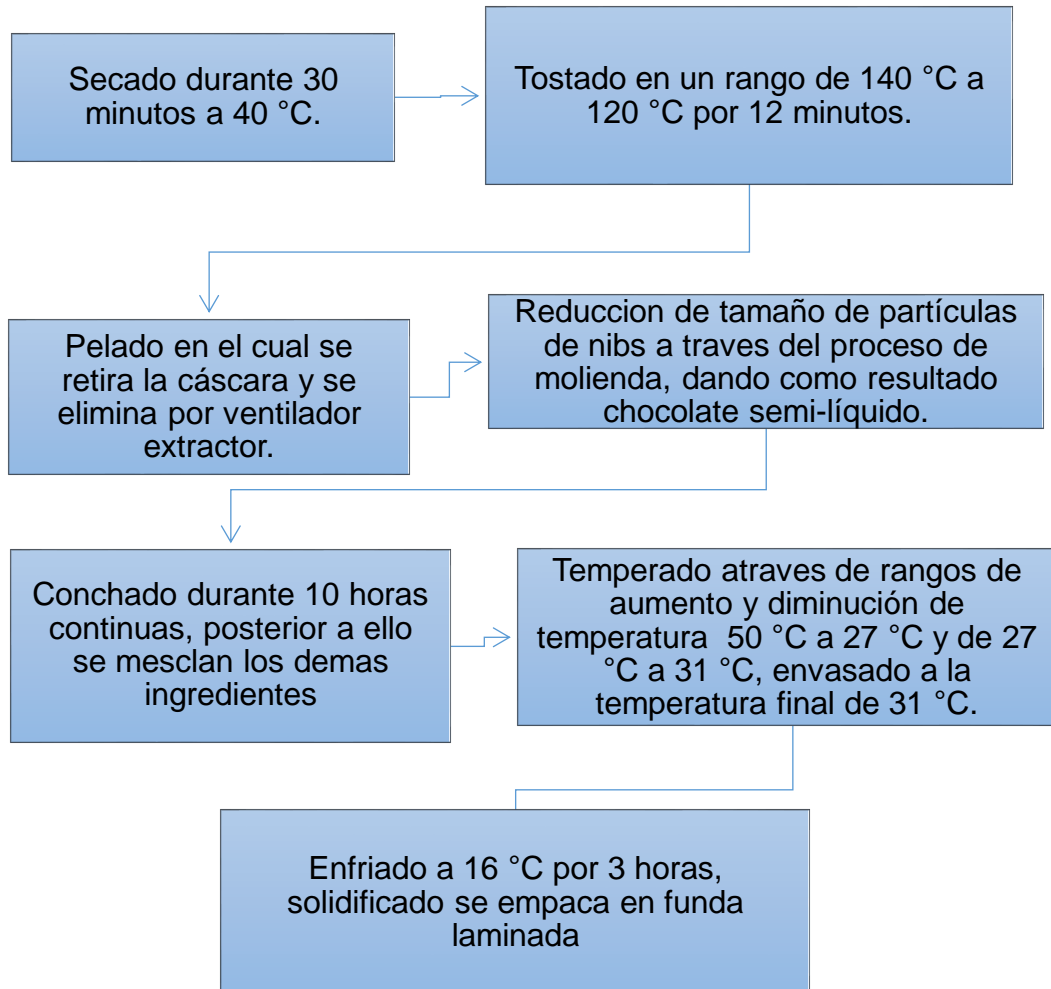 Secado durante 30
minutos a 40 °C.
Tostado en un rango de 140 °C a
120 °C por 12 minutos.
Pelado en el cual se
retira la cáscara y se
elimina por ventilador
extractor.
Reduccion de tamaño de partículas
de nibs a traves del proceso de
molienda, dando como resultado
chocolate semi-líquido.
Conchado durante 10 horas
continuas, posterior a ello
se mesclan los demas
ingredientes
Temperado atraves de rangos de
aumento y diminución de
temperatura  50 °C a 27 °C y de 27
°C a 31 °C, envasado a la
temperatura final de 31 °C.
Enfriado a 16 °C por 3 horas,
solidificado se empaca en funda
laminada